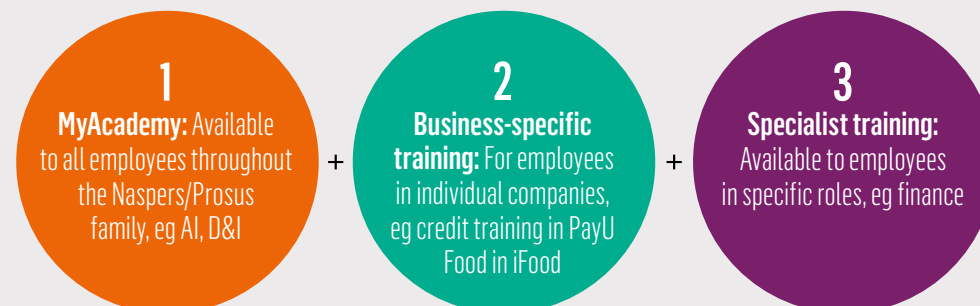 1
MyAcademy: Available
to all employees throughout
the Naspers/Prosus
family, eg AI, D&I
+
2
Business-specific
training: For employees
in individual companies,
eg credit training in PayU
Food in iFood
+
3
Specialist training:
Available to employees
in specific roles, eg finance